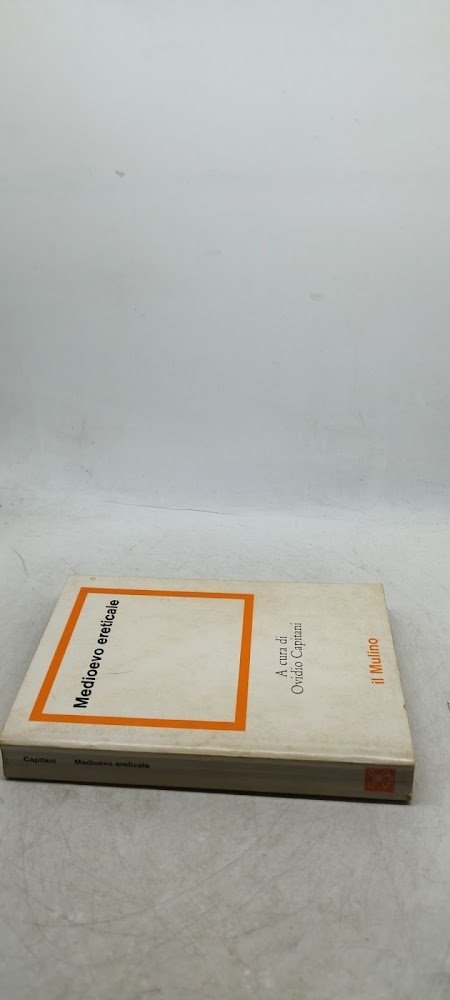 Medioevo ereticale
A cura di
Ovidio Capitani
il Mulino
Capitani Medioevo ereticale